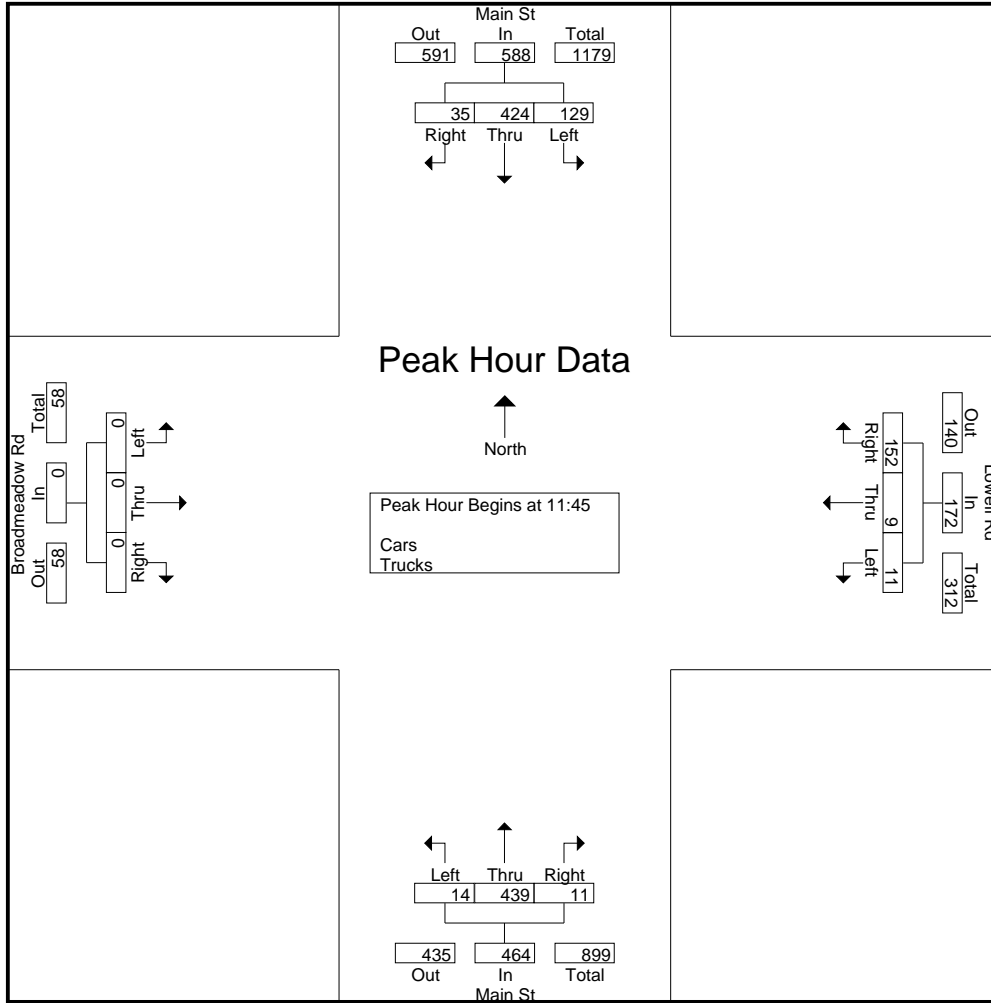 Main St
Out In Total
591 588 1179
35 424 129
Right Thru Left
Peak Hour Data
North
Peak Hour Begins at 11:45
Cars
Trucks
Broadmeadow Rd
Out In Total
58 0 58
Left Thru Right
0 0 0
Lowell Rd
Out In Total
140 172 312
Right Thru Left
152 9 11
Left Thru Right
14 439 11
435 464 899
Out In Total
Main St